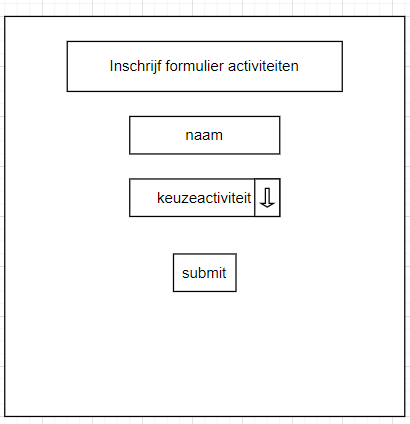 Inschrijf formulier activiteiten
naam
keuzeactiviteit
submit